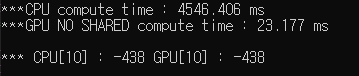 ***CPU compute time : 4546.406 ms
***GPU NO SHARED compute time : 23.177 ms
*** CPU[10] : -438 GPU[10] : -438